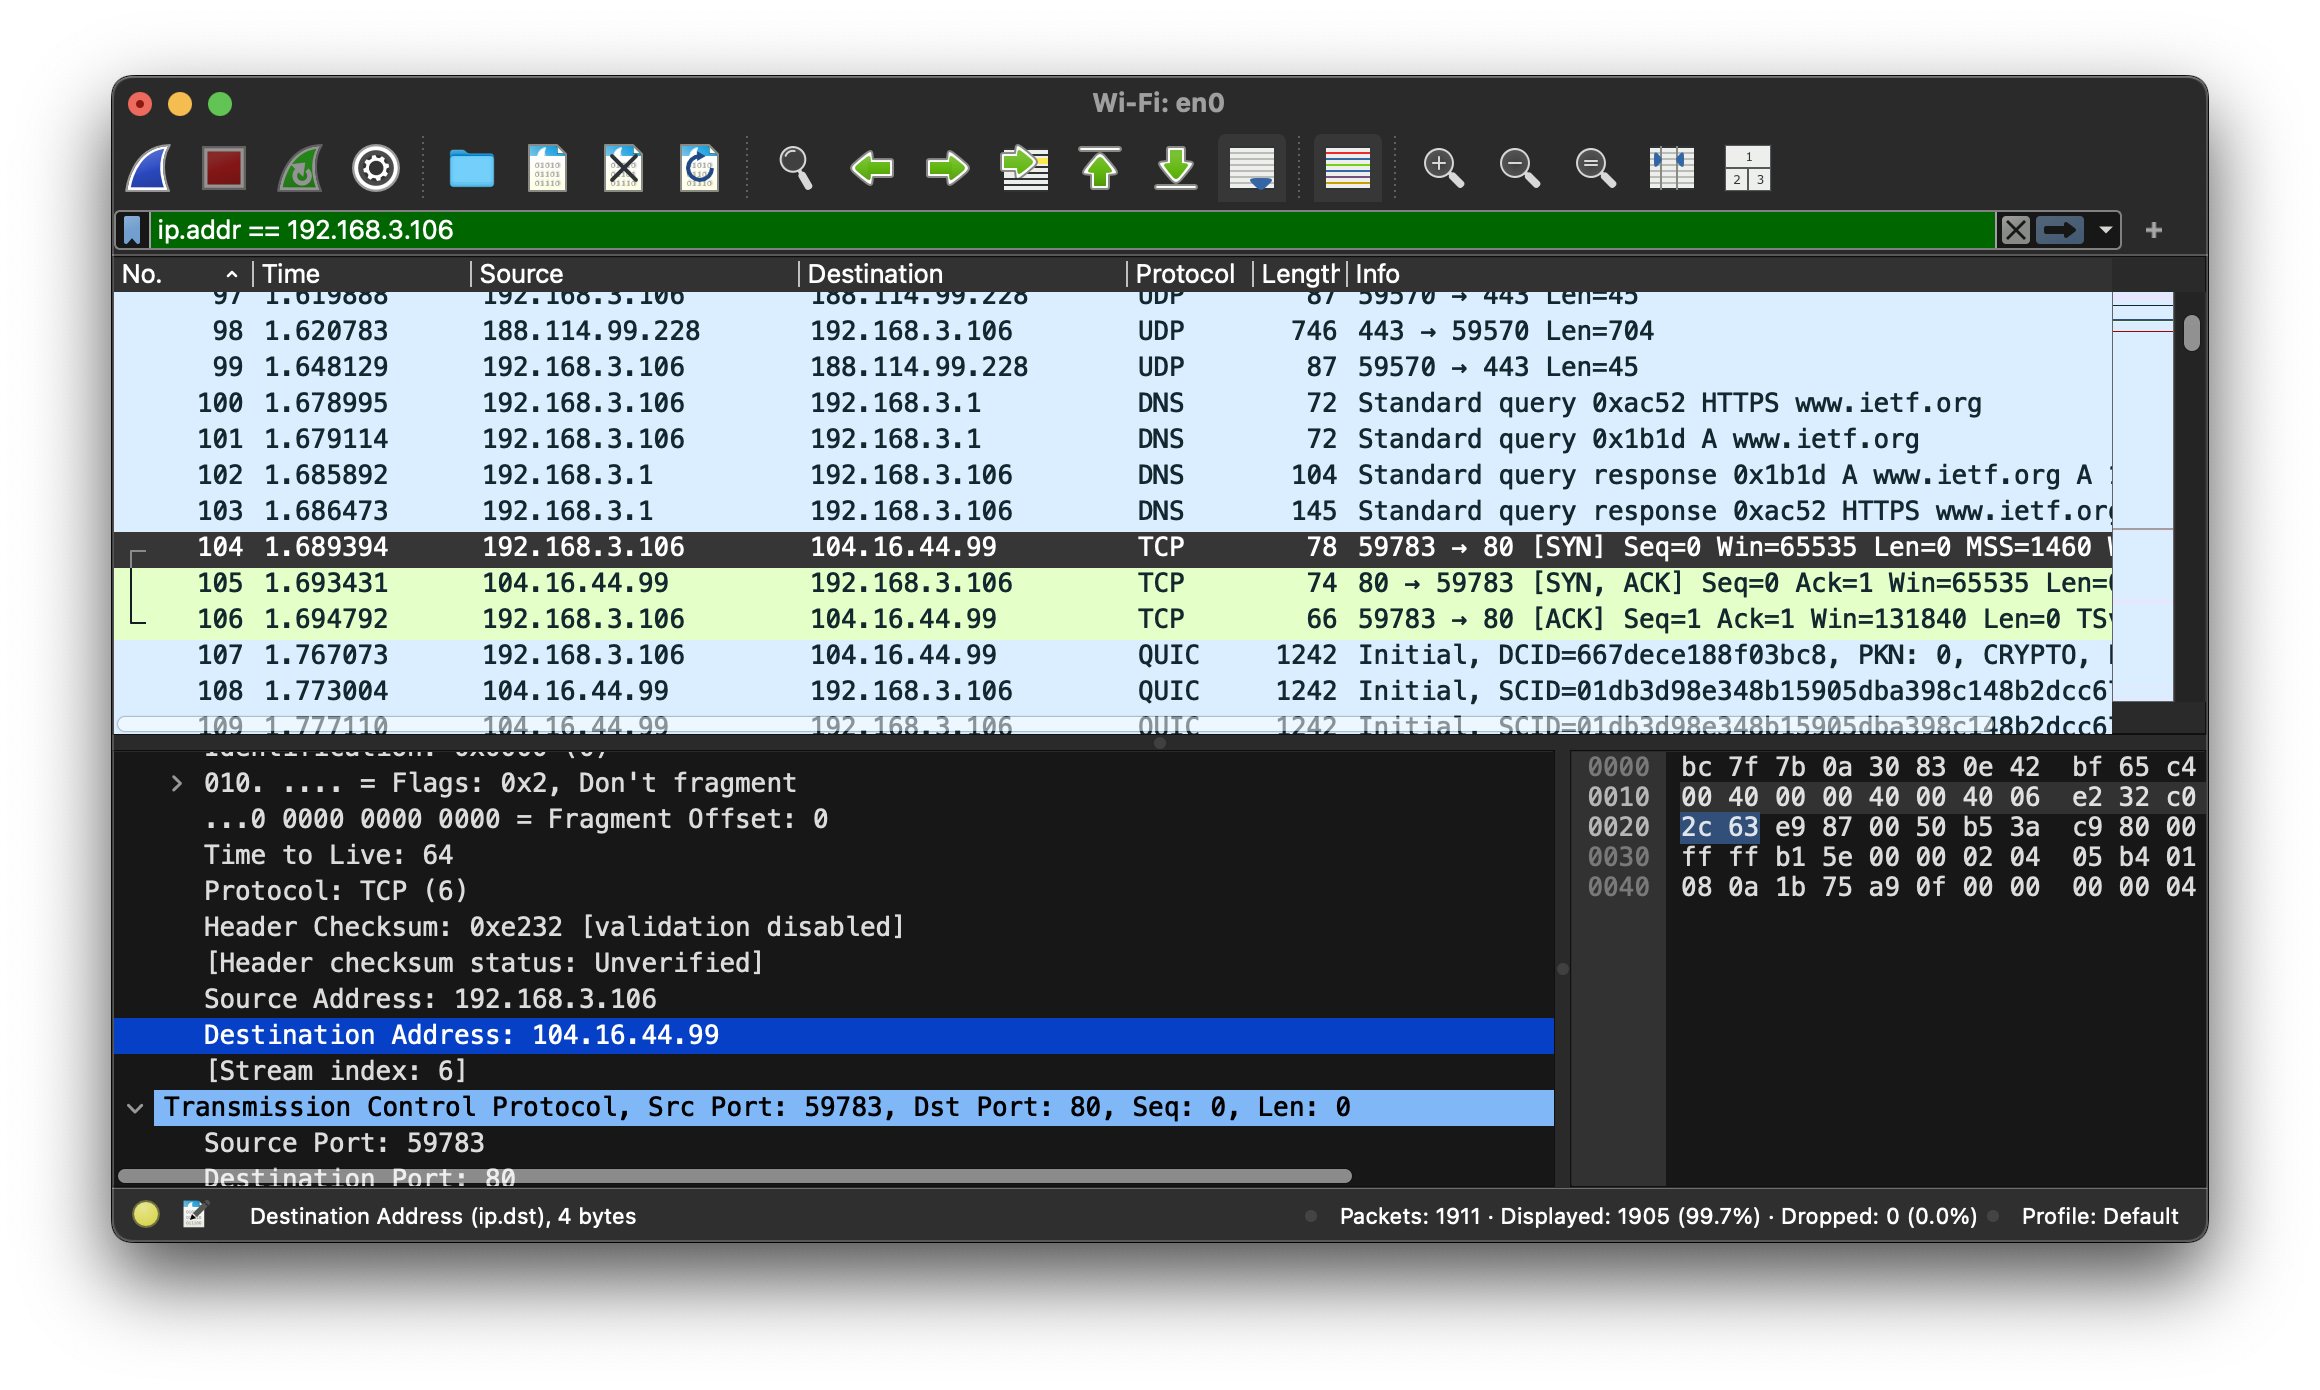 Wi-Fi: en0
1
2 3
ip.addr == 192.168.3.106
No. Time Source Destination Protocol Length Info
97 1.619888 192.168.3.106 188.114.99.228 UDP 87 59570 → 443 Len=45
98 1.620783 188.114.99.228 192.168.3.106 UDP 746 443 → 59570 Len=704
99 1.648129 192.168.3.106 188.114.99.228 UDP 87 59570 → 443 Len=45
100 1.678995 192.168.3.106 192.168.3.1 DNS 72 Standard query 0xac52 HTTPS www.ietf.org
101 1.679114 192.168.3.106 192.168.3.1 DNS 72 Standard query 0x1b1d A www.ietf.org
102 1.685892 192.168.3.1 192.168.3.106 DNS 104 Standard query response 0x1b1d A www.ietf.org A
103 1.686473 192.168.3.1 192.168.3.106 DNS 145 Standard query response 0xac52 HTTPS www.ietf.org
104 1.689394 192.168.3.106 104.16.44.99 TCP 78 59783 → 80 [SYN] Seq=0 Win=65535 Len=0 MSS=1460
105 1.693431 104.16.44.99 192.168.3.106 TCP 74 80 → 59783 [SYN, ACK] Seq=0 Ack=1 Win=65535 Len=0
106 1.694792 192.168.3.106 104.16.44.99 TCP 66 59783 → 80 [ACK] Seq=1 Ack=1 Win=131840 Len=0 TS
107 1.767073 192.168.3.106 104.16.44.99 QUIC 1242 Initial, DCID=667dece188f03bc8, PKN: 0, CRYPTO,
108 1.773004 104.16.44.99 192.168.3.106 QUIC 1242 Initial, SCID=01db3d98e348b15905dba398c148b2dcc67
109 1.777110 104.16.44.99 192.168.3.106 QUIC 1242 Initial, SCID=01db3d98e348b15905dba398c148b2dcc67
Identification: 0x0000 (0)
010. .... = Flags: 0x2, Don't fragment
...0 0000 0000 0000 = Fragment Offset: 0
Time to Live: 64
Protocol: TCP (6)
Header Checksum: 0xe232 [validation disabled]
[Header checksum status: Unverified]
Source Address: 192.168.3.106
Destination Address: 104.16.44.99
[Stream index: 6]
Transmission Control Protocol, Src Port: 59783, Dst Port: 80, Seq: 0, Len: 0
Source Port: 59783
Destination Port: 80
0000 bc 7f 7b 0a 30 83 0e 42 bf 65 c4
0010 00 40 00 00 40 00 40 06 e2 32 c0
0020 2c 63 e9 87 00 50 b5 3a c9 80 00
0030 ff ff b1 5e 00 00 02 04 05 b4 01
0040 08 0a 1b 75 a9 0f 00 00 00 00 04
Destination Address (ip.dst), 4 bytes
Packets: 1911 · Displayed: 1905 (99.7%) · Dropped: 0 (0.0%)
Profile: Default